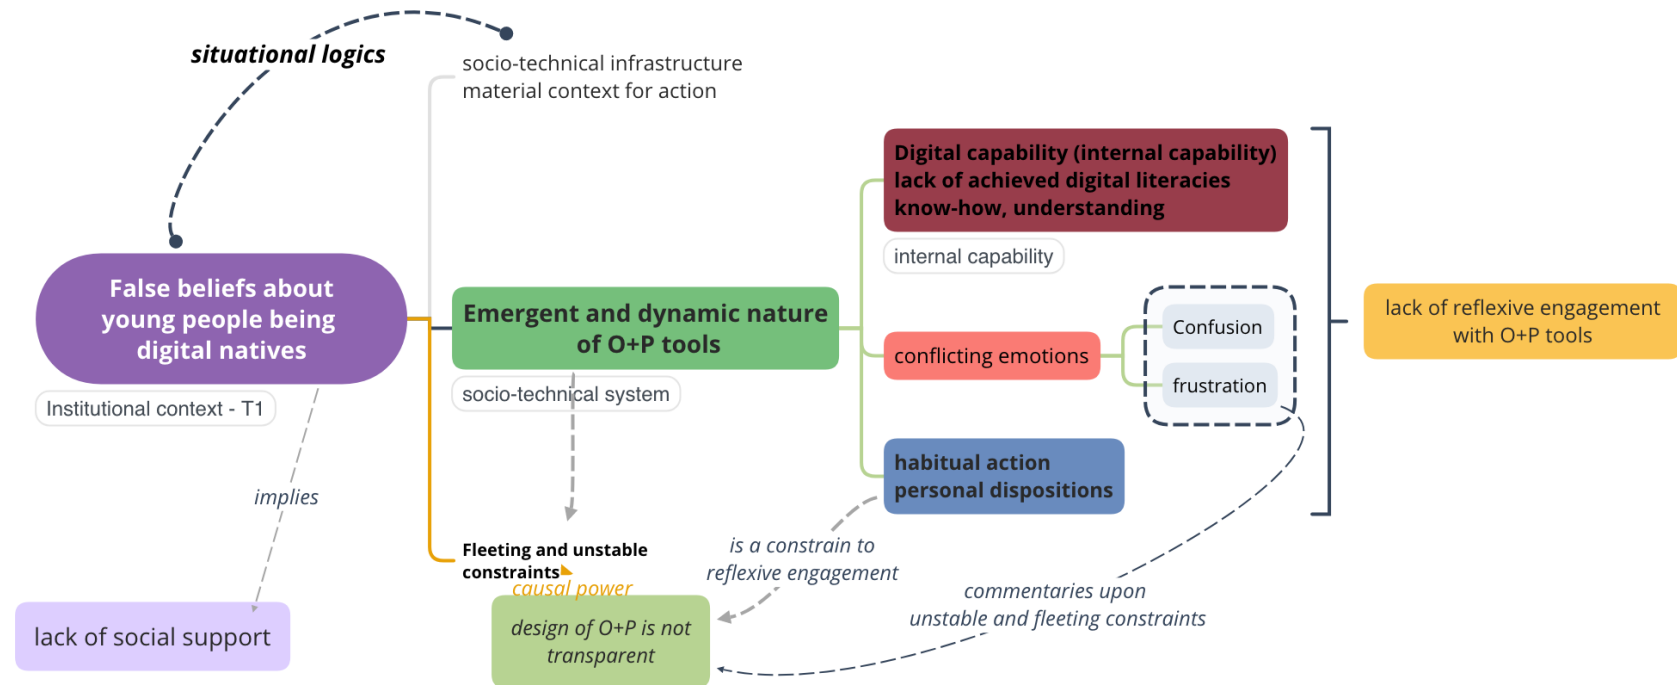 situational logics
socio-technical infrastructure
material context for action
Digital capability (internal capability)
lack of achieved digital literacies
know-how, understanding
internal capability
False beliefs about
young people being
digital natives
Institutional context - T1
Emergent and dynamic nature
of O+P tools
socio-technical system
conflicting emotions
Confusion
frustration
lack of reflexive engagement
with O+P tools
habitual action
personal dispositions
implies
Fleeting and unstable
constraints
causal power
is a constrain to
reflexive engagement
commentaries upon
unstable and fleeting constraints
lack of social support
design of O+P is not
transparent